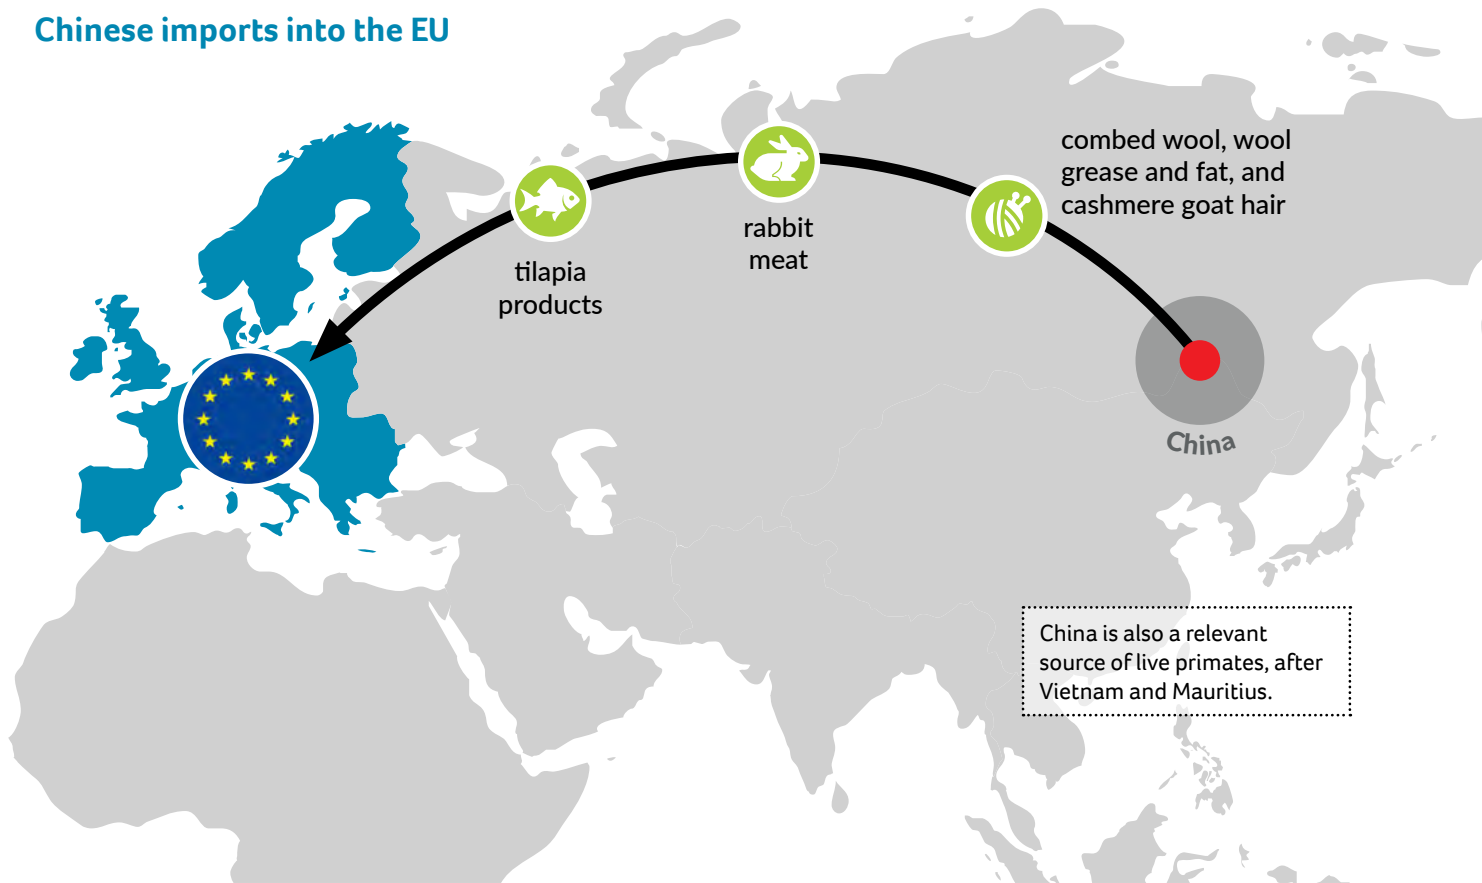 Chinese imports into the EU
combed wool, wool
grease and fat, and
cashmere goat hair
rabbit
meat
tilapia
products
China
China is also a relevant
source of live primates, after
Vietnam and Mauritius.